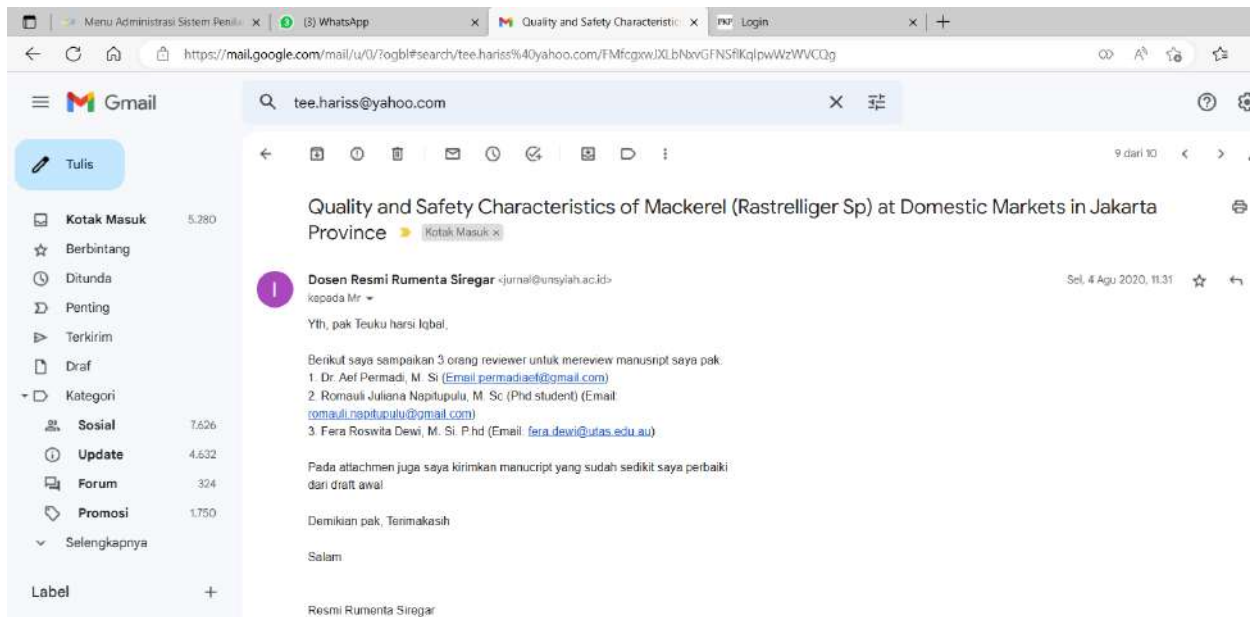 Menu Administrasi Sistem Penila
(3) WhatsApp
Quality and Safety Characteristic
PKP Login
https://mail.google.com/mail/u/0/?ogbl#search/tee.hariss%40yahoo.com/
Gmail
tee.hariss@yahoo.com
Tulis
9 dari 10
Kotak Masuk 5.280
Berbintang
Ditunda
Penting
Terkirim
Draf
Kategori
Sosial 7.626
Update 4.632
Forum 324
Promosi 1.750
Selengkapnya
Label +
Quality and Safety Characteristics of Mackerel (Rastrelliger Sp) at Domestic Markets in Jakarta
Province Kotak Masuk ×
I
Dosen Resmi Rumenta Siregar <jurnal@unsyiah.ac.id> Sel, 4 Agu 2020, 11.31
kepada Mr
Yth, pak Teuku harsi Iqbal,
Berikut saya sampaikan 3 orang reviewer untuk mereview manusript saya pak.
1. Dr. Aef Permadi, M. Si (Email:permadiaef@gmail.com)
2. Romauli Juliana Napitupulu, M. Sc (Phd student) (Email:
romauli.napitupulu@gmail.com)
3. Fera Roswita Dewi, M. Si. P.hd (Email: fera.dewi@utas.edu.au)
Pada attachmen juga saya kirimkan manucript yang sudah sedikit saya perbaiki
dari draft awal
Demikian pak, Terimakasih
Salam
Resmi Rumenta Siregar